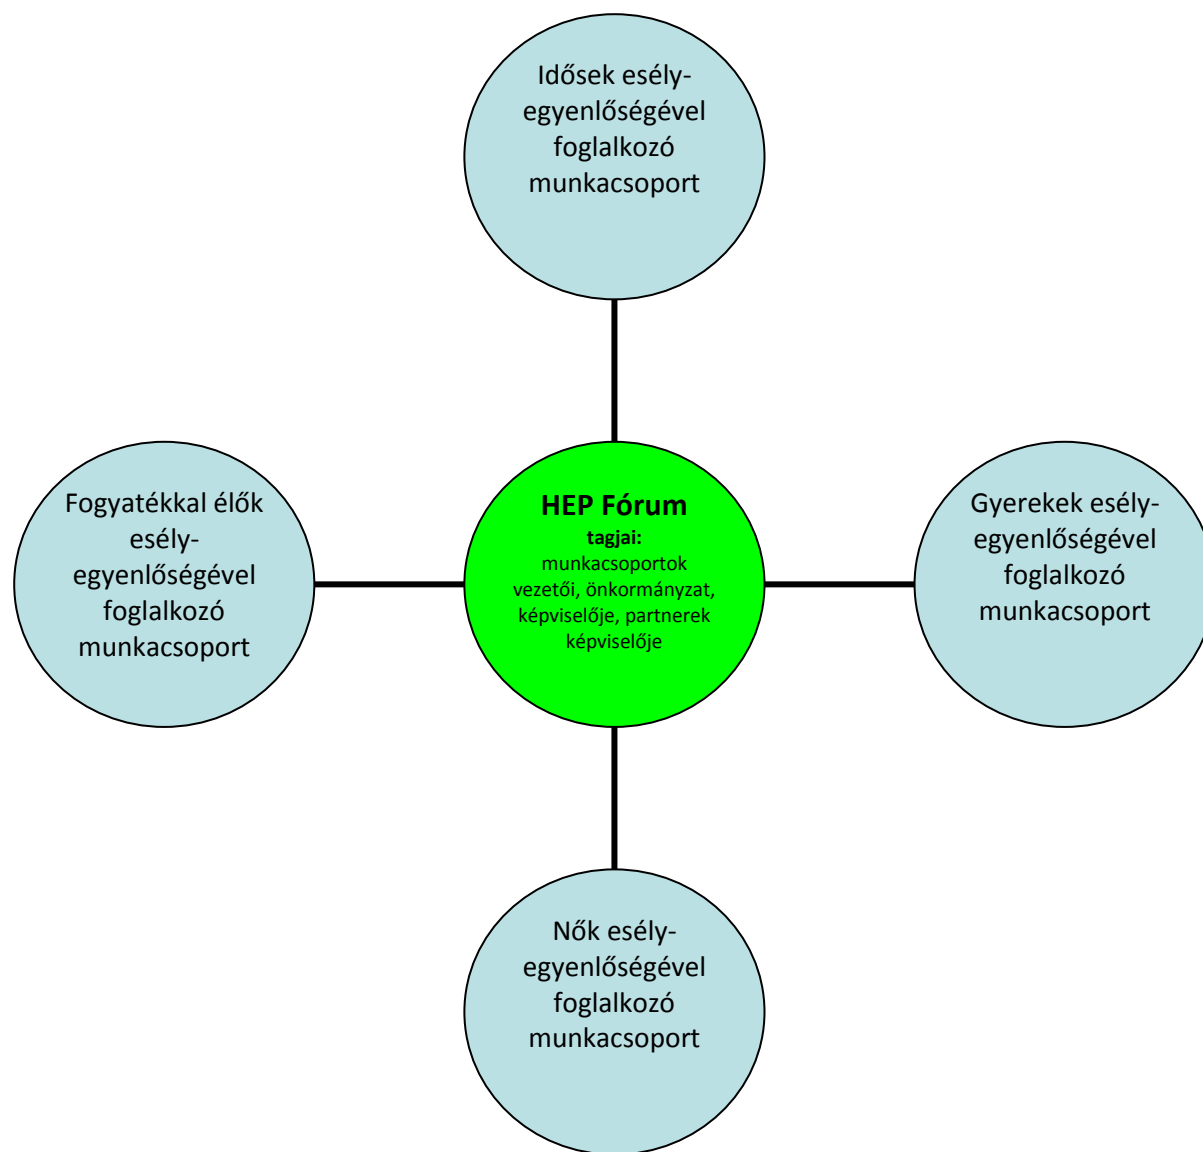 Idősek esély-
egyenlőségével
foglalkozó
munkacsoport
Fogyatékkal élők
esély-
egyenlőségével
foglalkozó
munkacsoport
HEP Fórum
tagjai:
munkacsoportok
vezetői, önkormányzat,
képviselője, partnerek
képviselője
Gyerekek esély-
egyenlőségével
foglalkozó
munkacsoport
Nők esély-
egyenlőségével
foglalkozó
munkacsoport